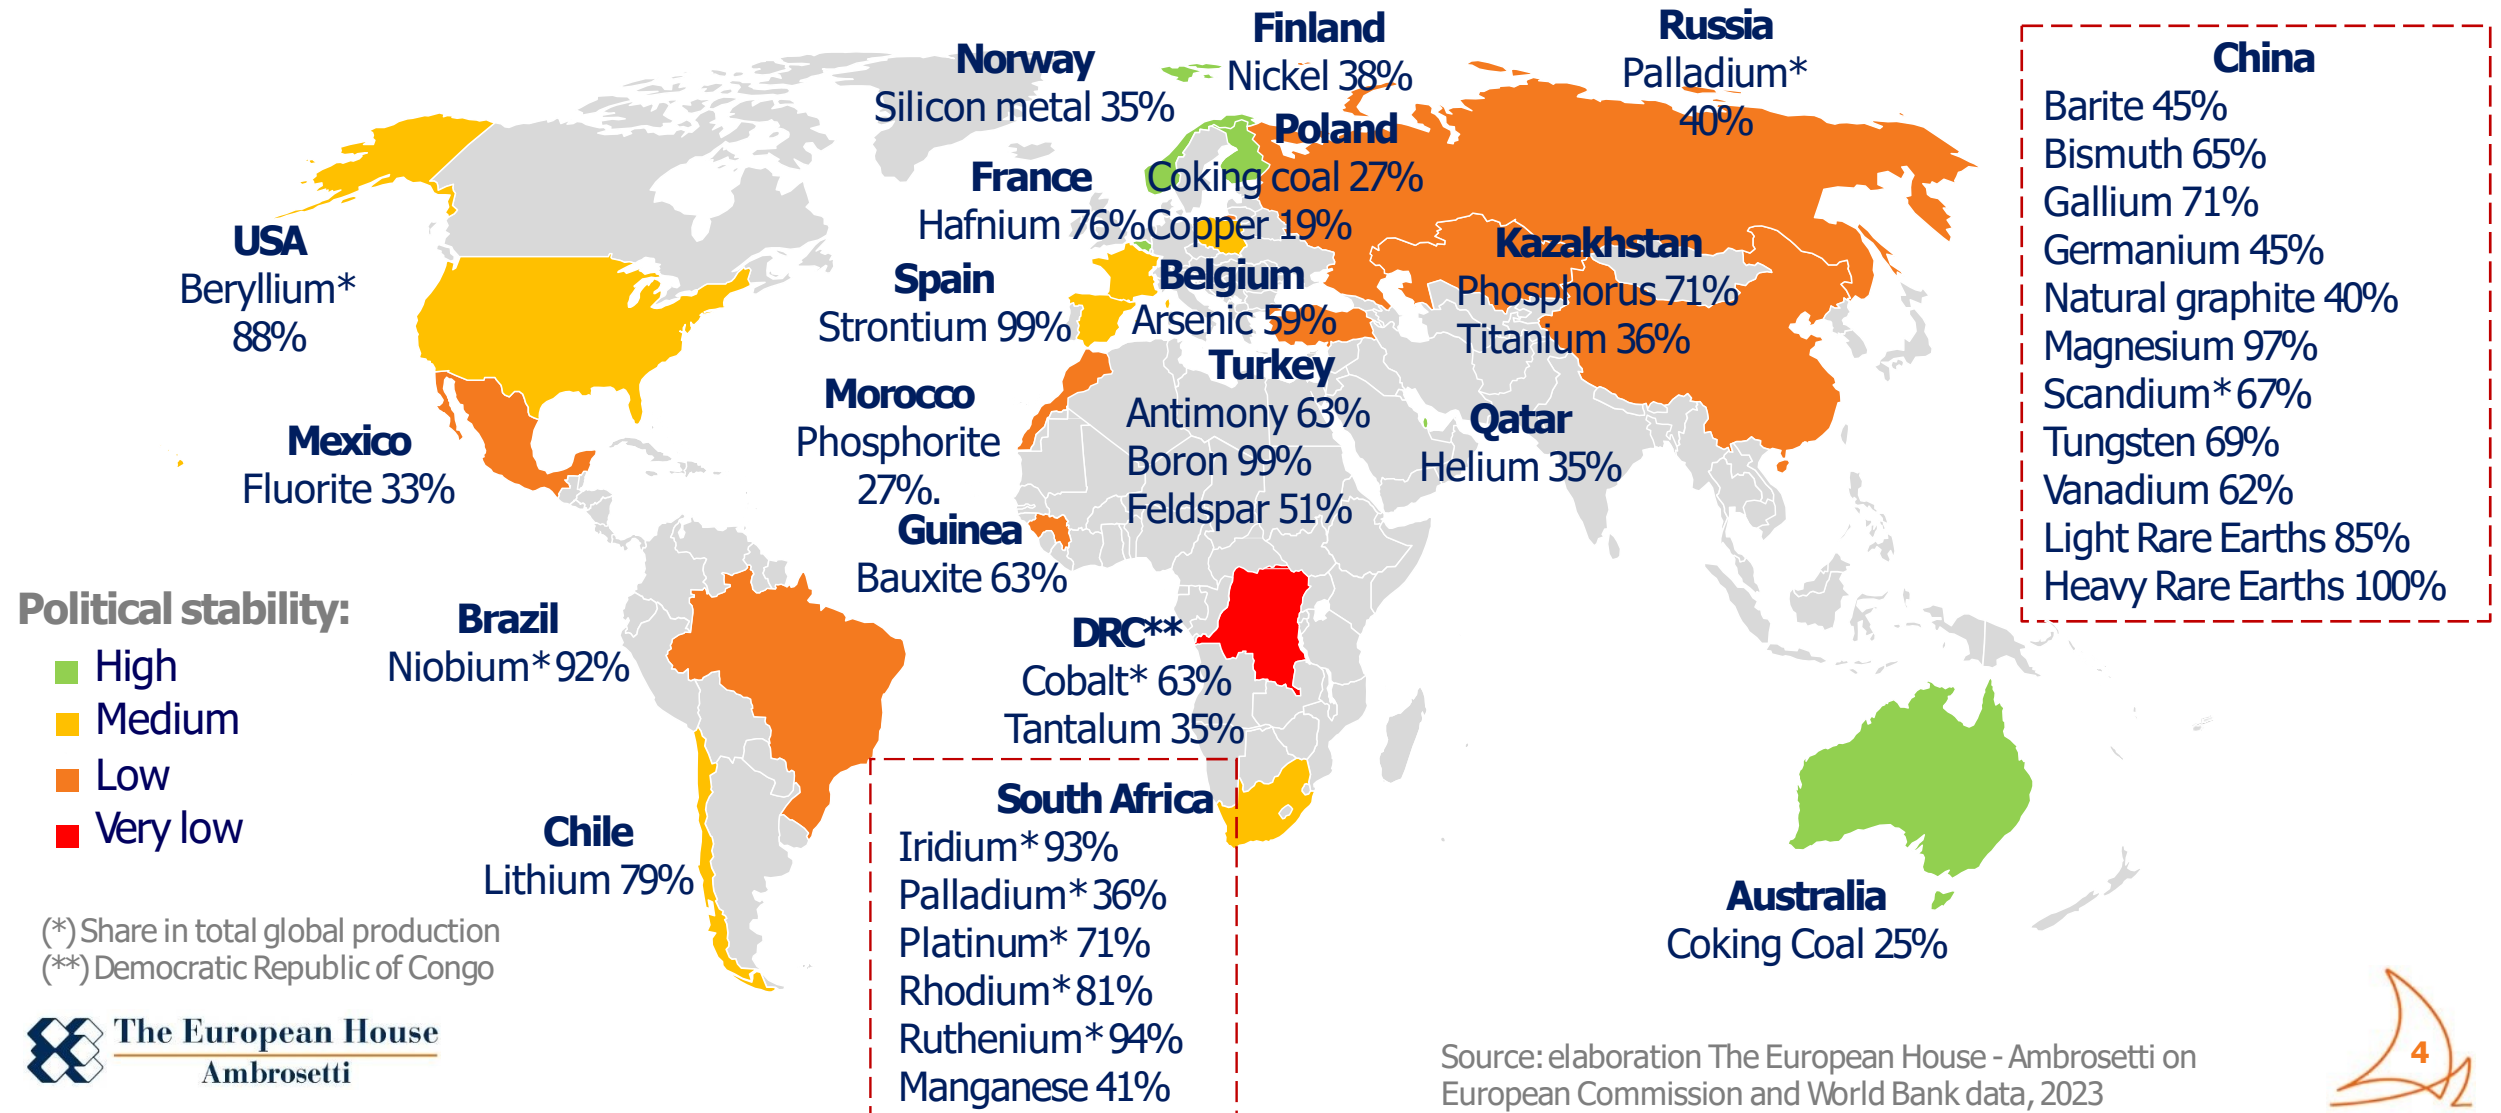 Finland
Nickel 38%
Russia
Palladium*
40%
Norway
Silicon metal 35%
Poland
Coking coal 27%
Copper 19%
France
Hafnium 76%
USA
Beryllium*
88%
Spain
Strontium 99%
Belgium
Arsenic 59%
Kazakhstan
Phosphorus 71%
Titanium 36%
Turkey
Antimony 63%
Boron 99%
Feldspar 51%
Morocco
Phosphorite
27%.
Qatar
Helium 35%
Mexico
Fluorite 33%
Guinea
Bauxite 63%
Brazil
Niobium* 92%
DRC**
Cobalt* 63%
Tantalum 35%
Chile
Lithium 79%
South Africa
Iridium* 93%
Palladium* 36%
Platinum* 71%
Rhodium* 81%
Ruthenium* 94%
Manganese 41%
Australia
Coking Coal 25%
China
Barite 45%
Bismuth 65%
Gallium 71%
Germanium 45%
Natural graphite 40%
Magnesium 97%
Scandium* 67%
Tungsten 69%
Vanadium 62%
Light Rare Earths 85%
Heavy Rare Earths 100%
Political stability:
High
Medium
Low
Very low
(*) Share in total global production
(**) Democratic Republic of Congo
The European House
Ambrosetti
Source: elaboration The European House - Ambrosetti on
European Commission and World Bank data, 2023
4